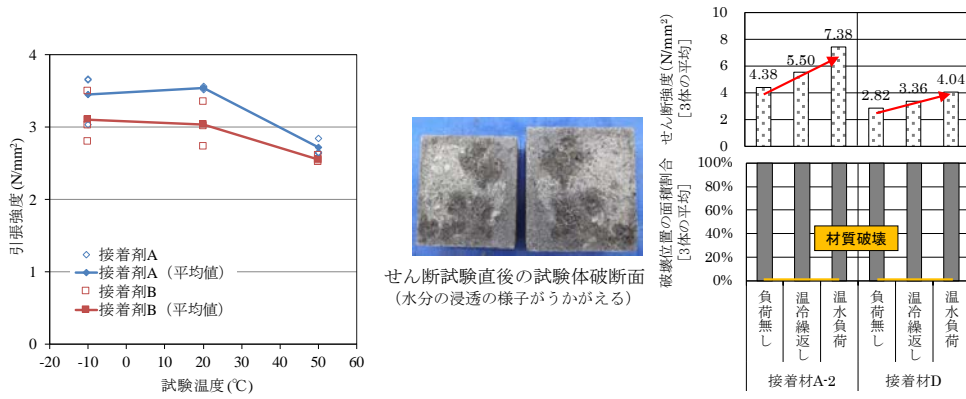 4
3
2
1
0
-20
-10
0
10
20
30
40
50
60
引張強度(N/mm²)
試験温度(℃)
接着剤A
接着剤A（平均値）
接着剤B
接着剤B（平均値）
せん断試験直後の試験体破断面
（水分の浸透の様子がうかがえる）
せん断強度(N/mm²)
[3体の平均]
10
8
6
4
2
0
4.38
5.50
7.38
2.82
3.36
4.04
破壊位置の面積割合
[3体の平均]
100%
80%
60%
40%
20%
0%
材質破壊
負荷無し
温冷繰返し
温水負荷
負荷無し
温冷繰返し
温水負荷
接着材A-2
接着材D